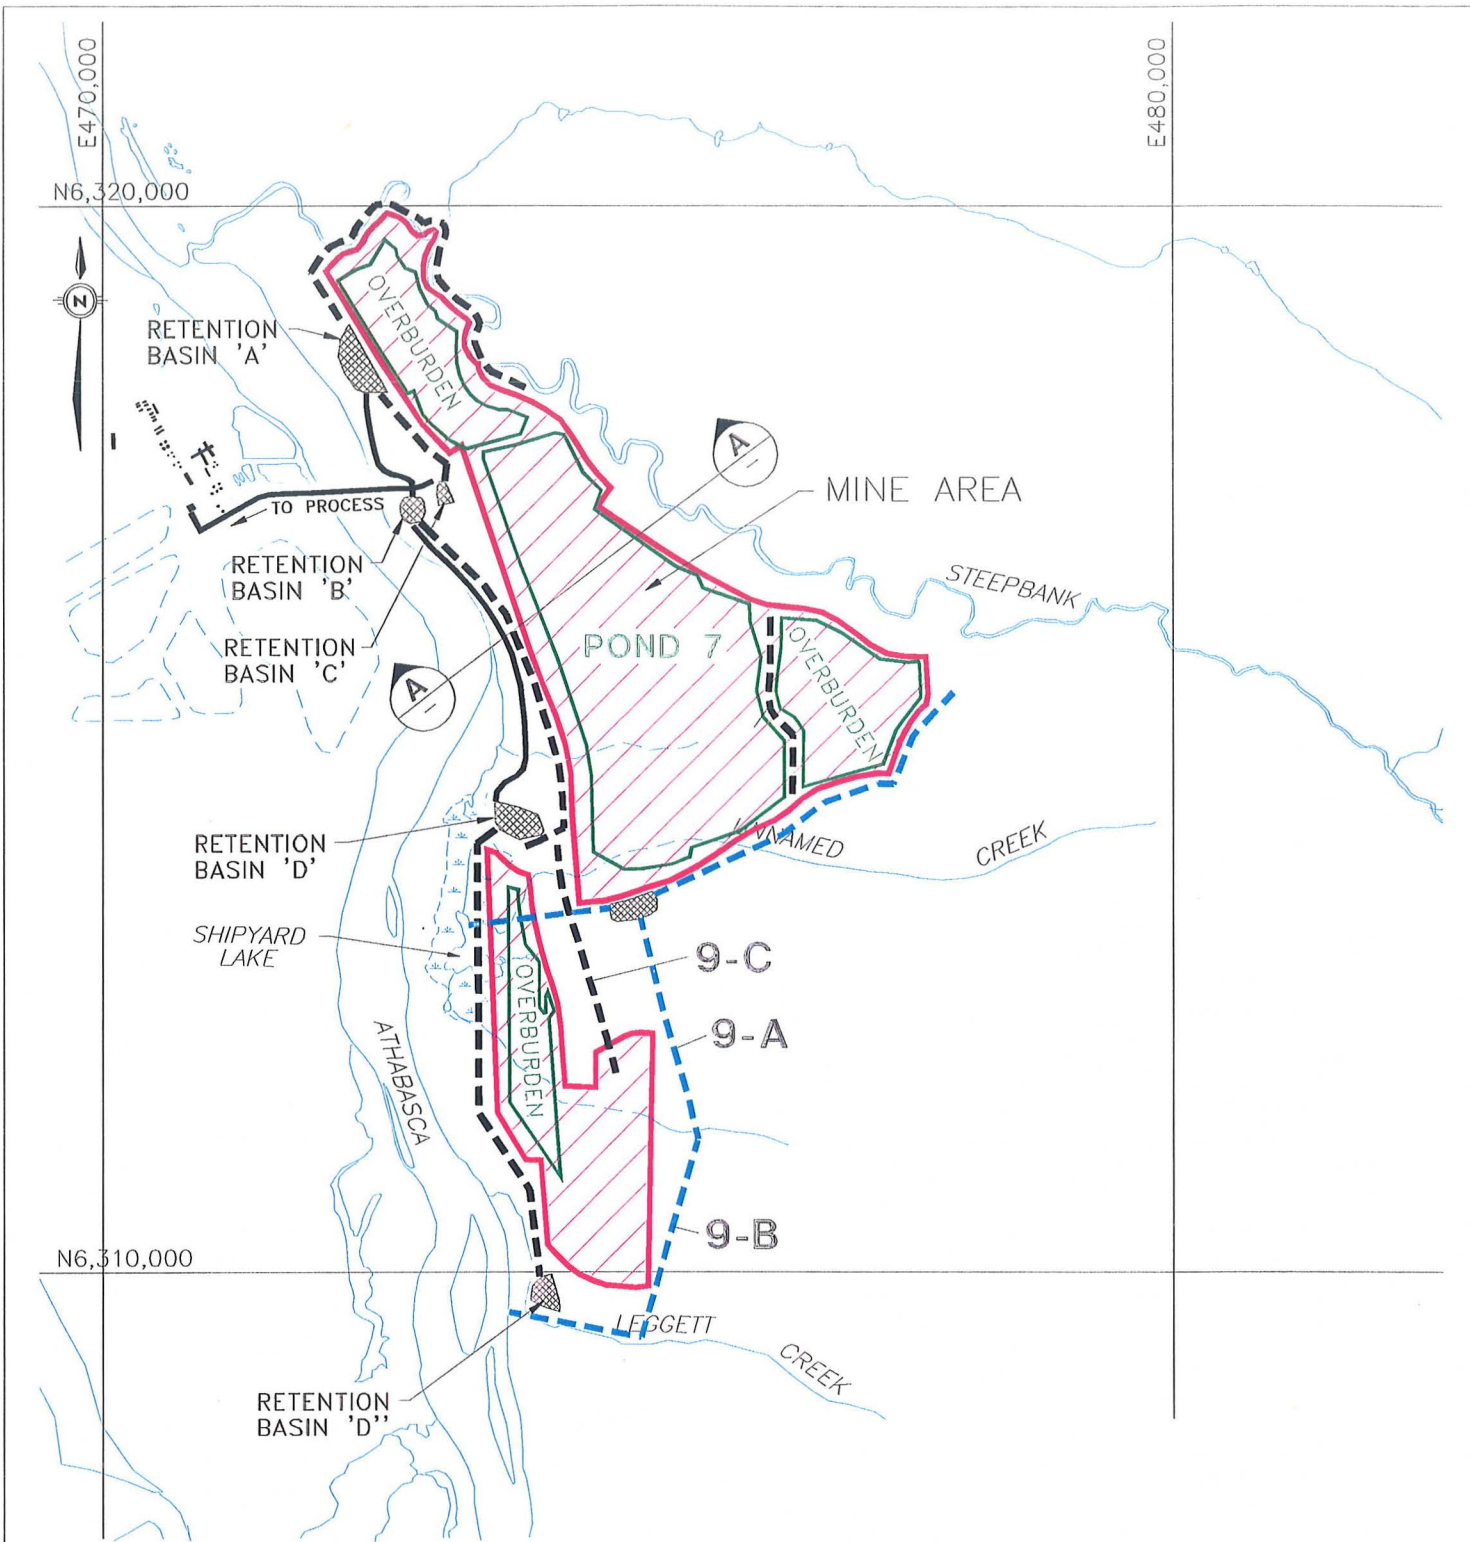 E470,000
E480,000
N6,320,000
N
RETENTION
BASIN 'A'
OVERBURDEN
A
MINE AREA
TO PROCESS
RETENTION
BASIN 'B'
STEEPBANK
POND 7
OVERBURDEN
RETENTION
BASIN 'C'
A
UNNAMED
CREEK
RETENTION
BASIN 'D'
SHIPYARD
LAKE
OVERBURDEN
9-C
9-A
ATHABASCA
9-B
N6,310,000
LEGGETT
CREEK
RETENTION
BASIN 'D''